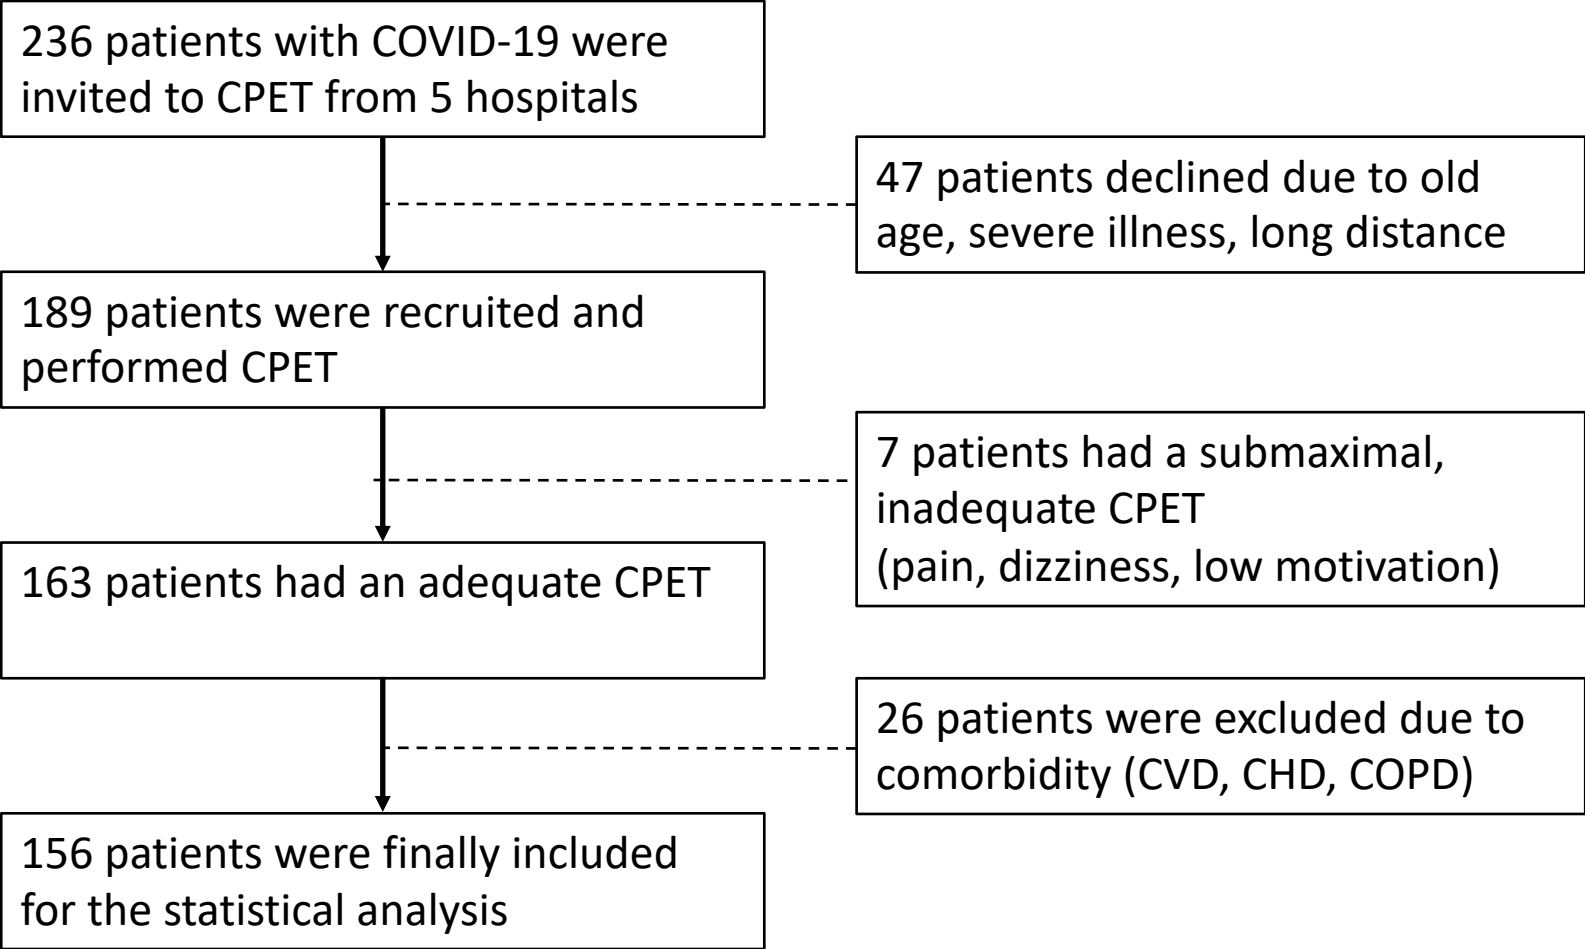 236 patients with COVID-19 were
invited to CPET from 5 hospitals
47 patients declined due to old
age, severe illness, long distance
189 patients were recruited and
performed CPET
7 patients had a submaximal,
inadequate CPET
(pain, dizziness, low motivation)
163 patients had an adequate CPET
26 patients were excluded due to
comorbidity (CVD, CHD, COPD)
156 patients were finally included
for the statistical analysis